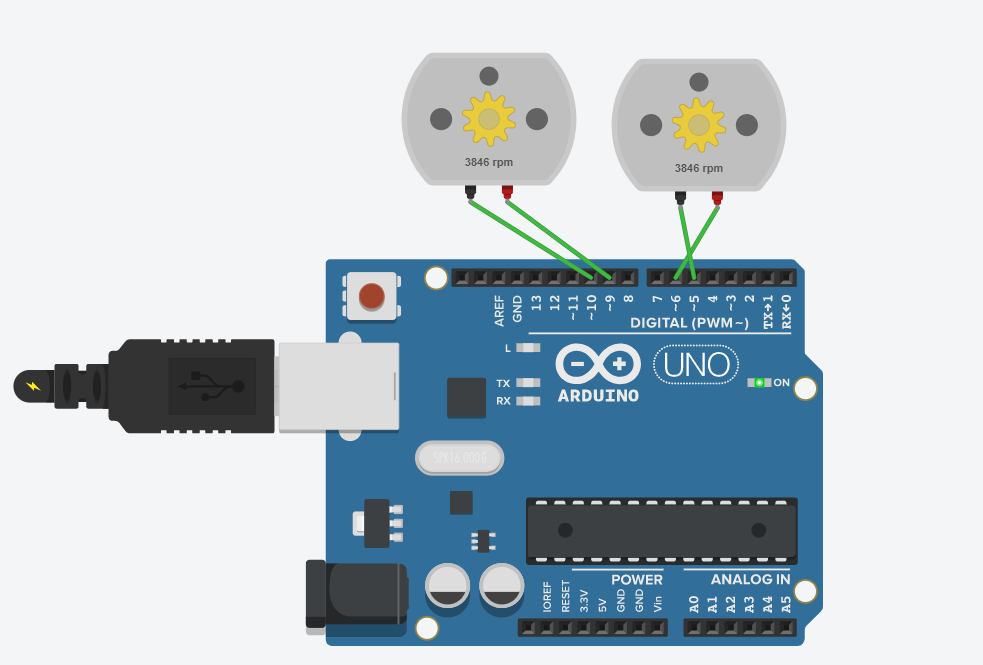 3846 rpm
3846 rpm
AREF
GND
13
12
~11
~10
~9
8
7
~6
~5
4
~3
2
TX→1
RX←0
DIGITAL (PWM~)
L
TX
RX
ARDUINO
UNO
ON
SPK16.000G
POWER
ANALOG IN
IOREF
RESET
3.3V
5V
GND
GND
Vin
A0
A1
A2
A3
A4
A5